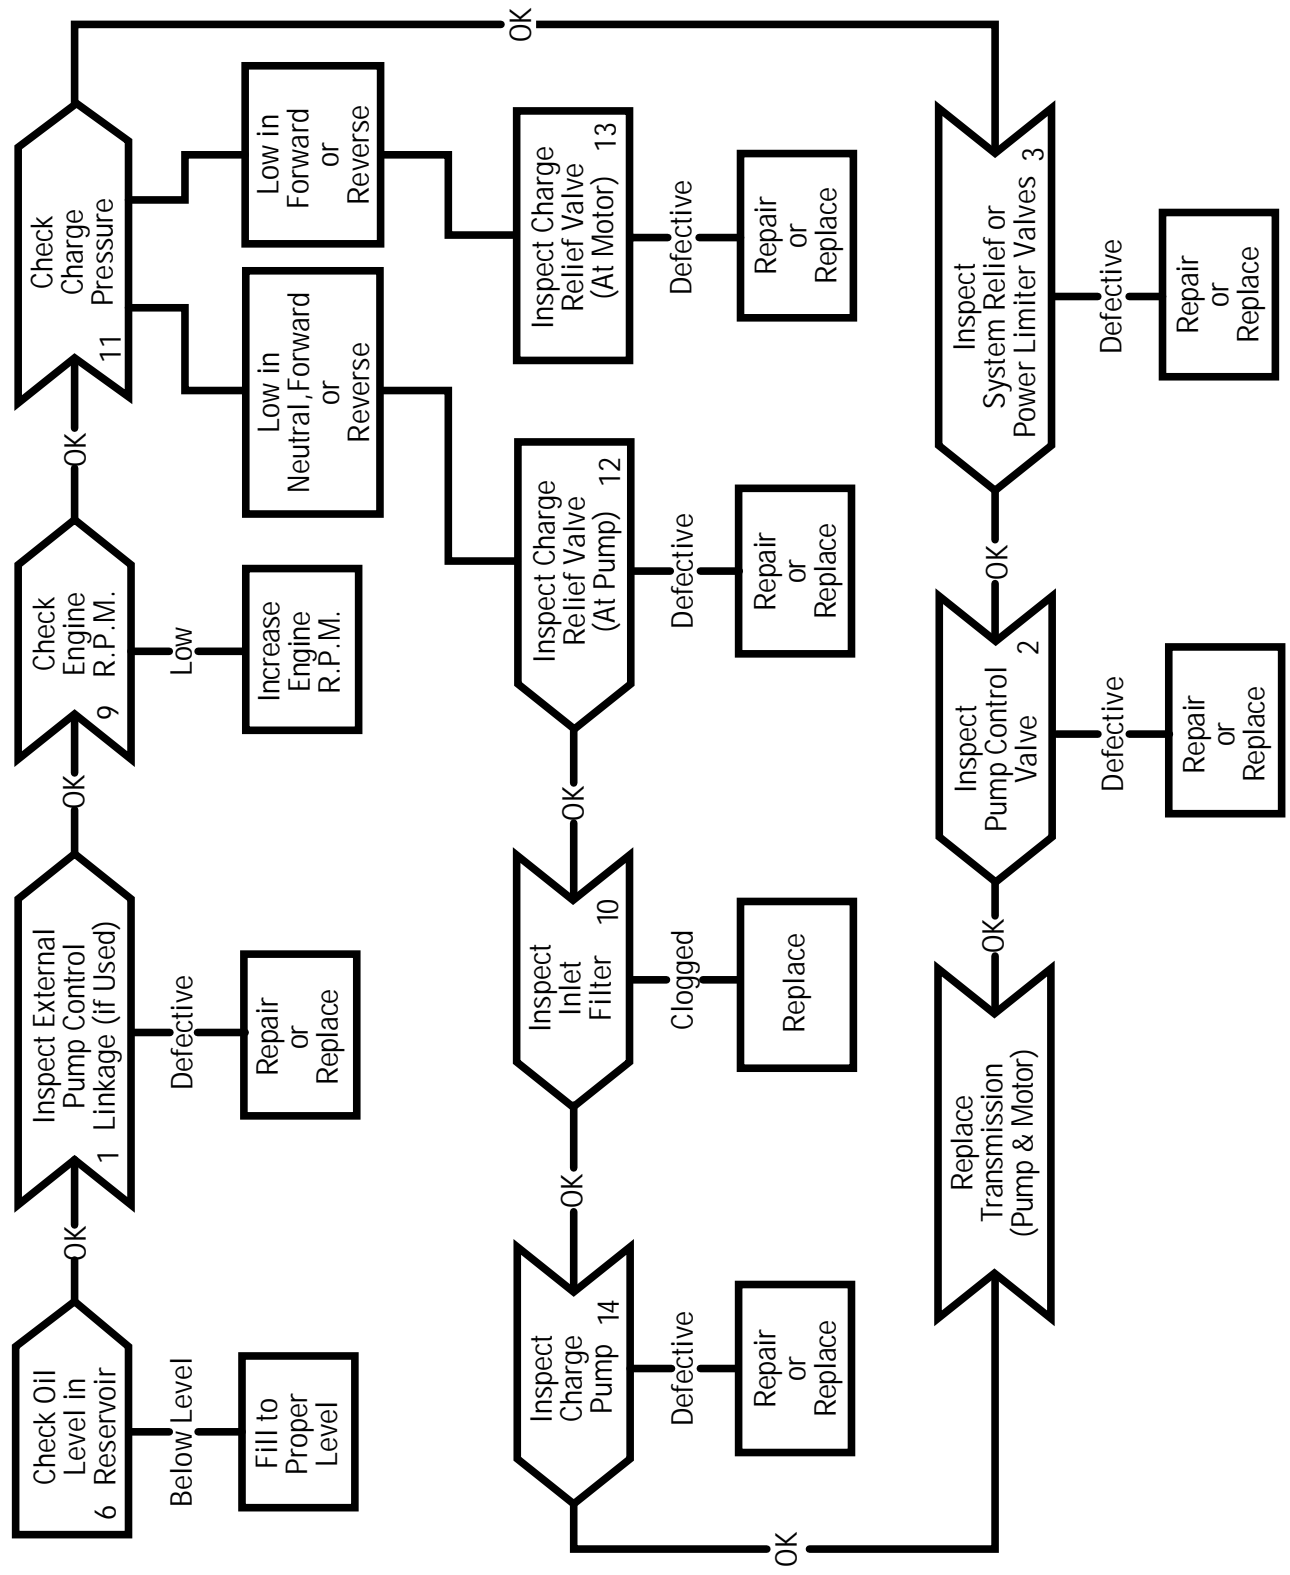 Check Oil
Level in
6 Reservoir
OK
Below Level
Fill to
Proper
Level
Inspect External
Pump Control
1 Linkage (if Used)
OK
Defective
Repair
or
Replace
Check
Engine
9 R.P.M.
OK
Low
Increase
Engine
R.P.M.
Check
Charge
11 Pressure
OK
Low in
Neutral,Forward
or
Reverse
Low in
Forward
or
Reverse
Inspect Charge
Relief Valve
(At Motor) 13
Defective
Repair
or
Replace
Inspect Charge
Relief Valve
(At Pump) 12
Defective
Repair
or
Replace
OK
Inspect
Inlet
Filter 10
Clogged
Replace
OK
Inspect
Charge
Pump 14
Defective
Repair
or
Replace
OK
Inspect
System Relief or
Power Limiter Valves 3
Defective
Repair
or
Replace
OK
Inspect
Pump Control
Valve 2
Defective
Repair
or
Replace
OK
Replace
Transmission
(Pump & Motor)